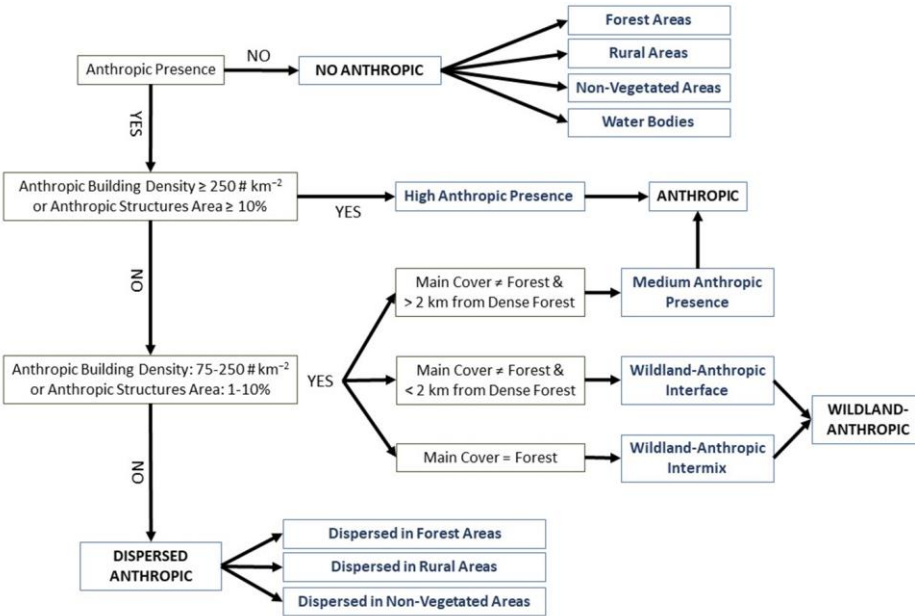 Forest Areas
NO
Rural Areas
Anthropic Presence
NO ANTHROPIC
Non-Vegetated Areas
Water Bodies
YES
Anthropic Building Density ≥ 250 # km⁻²
or Anthropic Structures Area ≥ 10%
YES
High Anthropic Presence
ANTHROPIC
NO
Main Cover ≠ Forest &
> 2 km from Dense Forest
Medium Anthropic
Presence
Anthropic Building Density: 75-250 # km⁻²
or Anthropic Structures Area: 1-10%
YES
Main Cover ≠ Forest &
< 2 km from Dense Forest
Wildland-Anthropic
Interface
WILDLAND-
ANTHROPIC
Main Cover = Forest
Wildland-Anthropic
Intermix
NO
DISPERSED
ANTHROPIC
Dispersed in Forest Areas
Dispersed in Rural Areas
Dispersed in Non-Vegetated Areas